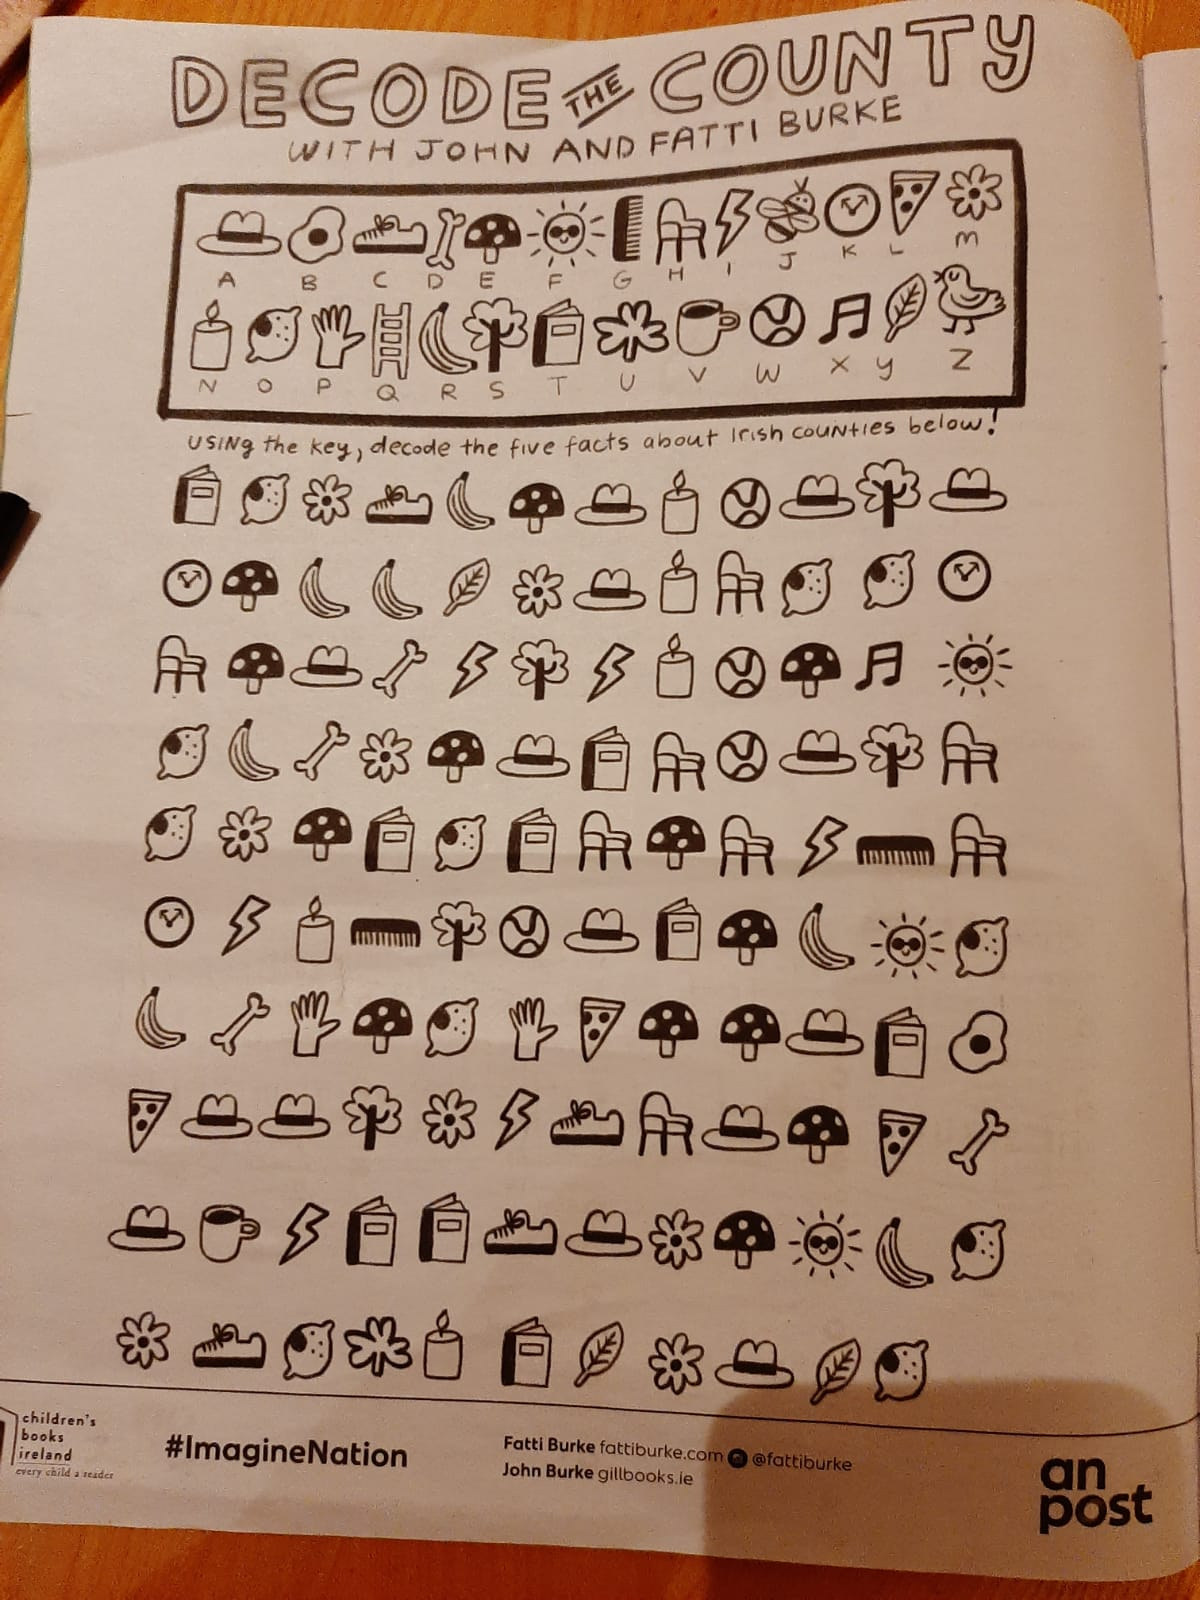 DECODE THE COUNTY
WITH JOHN AND FATTI BURKE
A B C D E F G H I J K L M
N O P Q R S T U V W X Y Z
USING the key, decode the five facts about Irish counties below!
children's
books
ireland
every child a reader
#ImagineNation
Fatti Burke fattiburke.com @fattiburke
John Burke gillbooks.ie
an
post